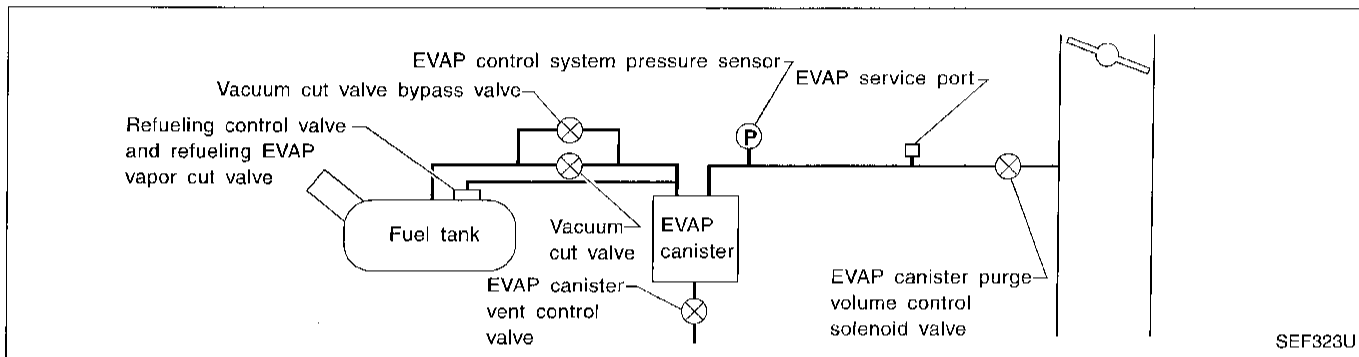 EVAP control system pressure sensor
EVAP service port
Vacuum cut valve bypass valve
Refueling control valve
and refueling EVAP
vapor cut valve
P
Fuel tank
Vacuum
cut valve
EVAP
canister
EVAP canister
vent control
valve
EVAP canister purge
volume control
solenoid valve
SEF323U